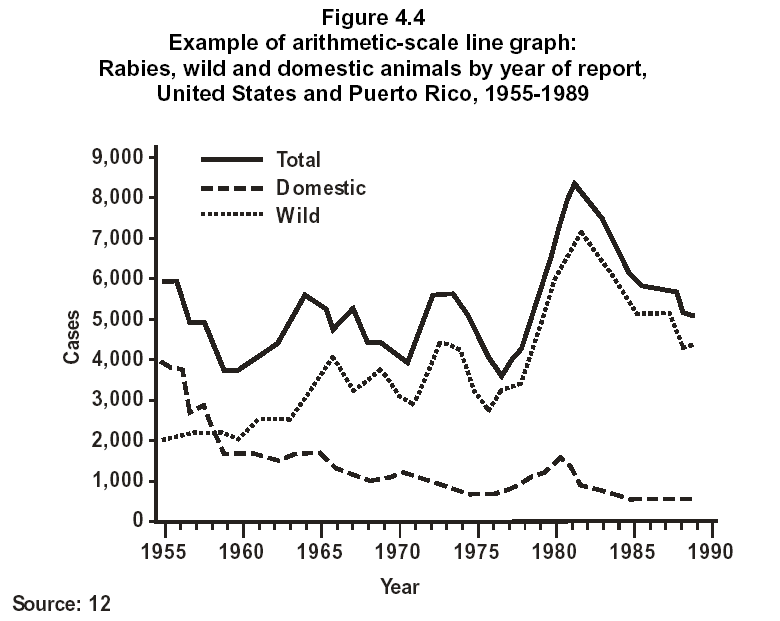 Figure 4.4
Example of arithmetic-scale line graph:
Rabies, wild and domestic animals by year of report,
United States and Puerto Rico, 1955-1989
9,000
8,000
7,000
6,000
5,000
4,000
3,000
2,000
1,000
0
Cases
Total
Domestic
Wild
1955 1960 1965 1970 1975 1980 1985 1990
Year
Source: 12